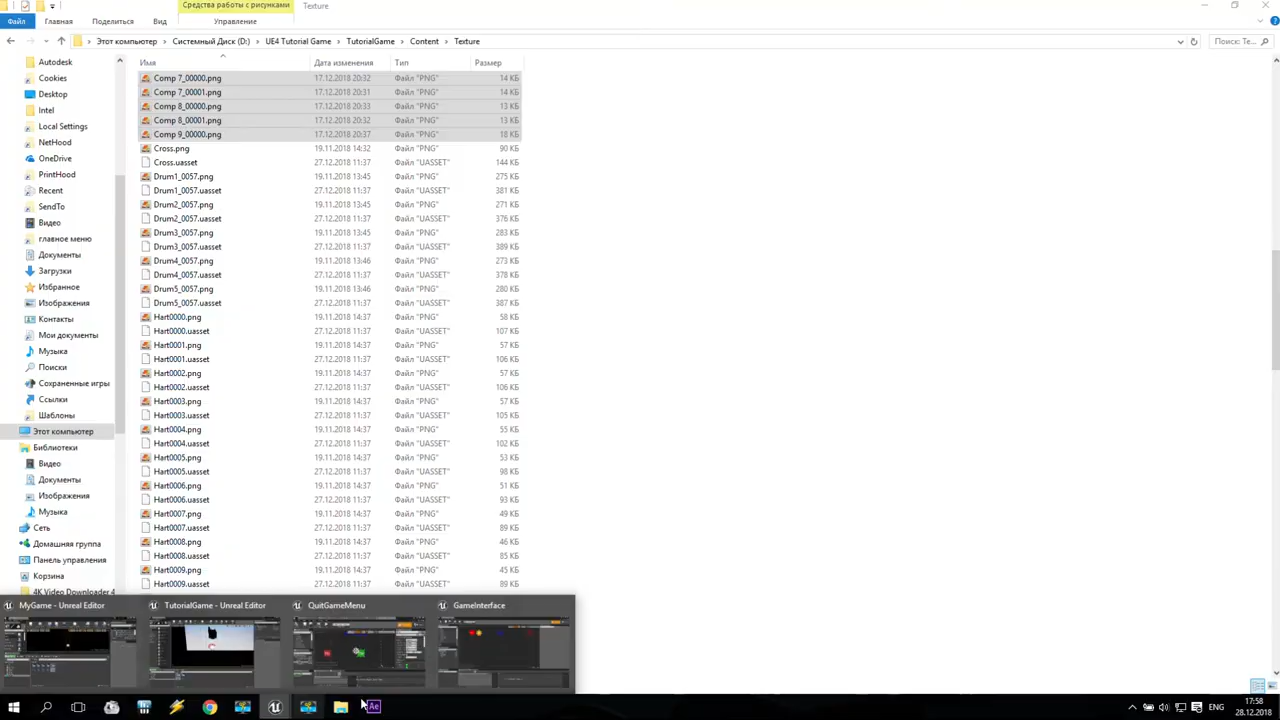 Средства работы с рисунками
Texture
Файл
Главная
Поделиться
Вид
Управление
Этот компьютер
Системный Диск (D:)
UE4 Tutorial Game
TutorialGame
Content
Texture
Поиск: Те...
Имя
Дата изменения
Тип
Размер
Autodesk
Cookies
Desktop
Intel
Local Settings
NetHood
OneDrive
PrintHood
Recent
SendTo
Видео
главное меню
Документы
Загрузки
Избранное
Изображения
Контакты
Мои документы
Музыка
Поиски
Сохраненные игры
Ссылки
Шаблоны
Этот компьютер
Библиотеки
Видео
Документы
Изображения
Музыка
Сеть
Домашняя группа
Панель управления
Корзина
4K Video Downloader 4
Comp 7_00000.png 17.12.2018 20:32 Файл "PNG" 14 КБ
Comp 7_00001.png 17.12.2018 20:31 Файл "PNG" 14 КБ
Comp 8_00000.png 17.12.2018 20:33 Файл "PNG" 13 КБ
Comp 8_00001.png 17.12.2018 20:32 Файл "PNG" 13 КБ
Comp 9_00000.png 17.12.2018 20:37 Файл "PNG" 18 КБ
Cross.png 19.11.2018 14:32 Файл "PNG" 90 КБ
Cross.uasset 27.12.2018 11:37 Файл "UASSET" 144 КБ
Drum1_0057.png 19.11.2018 13:45 Файл "PNG" 275 КБ
Drum1_0057.uasset 27.12.2018 11:37 Файл "UASSET" 381 КБ
Drum2_0057.png 19.11.2018 13:45 Файл "PNG" 271 КБ
Drum2_0057.uasset 27.12.2018 11:37 Файл "UASSET" 376 КБ
Drum3_0057.png 19.11.2018 13:45 Файл "PNG" 283 КБ
Drum3_0057.uasset 27.12.2018 11:37 Файл "UASSET" 389 КБ
Drum4_0057.png 19.11.2018 13:46 Файл "PNG" 273 КБ
Drum4_0057.uasset 27.12.2018 11:37 Файл "UASSET" 378 КБ
Drum5_0057.png 19.11.2018 13:46 Файл "PNG" 280 КБ
Drum5_0057.uasset 27.12.2018 11:37 Файл "UASSET" 387 КБ
Hart0000.png 19.11.2018 14:37 Файл "PNG" 58 КБ
Hart0000.uasset 27.12.2018 11:37 Файл "UASSET" 107 КБ
Hart0001.png 19.11.2018 14:37 Файл "PNG" 57 КБ
Hart0001.uasset 27.12.2018 11:37 Файл "UASSET" 106 КБ
Hart0002.png 19.11.2018 14:37 Файл "PNG" 57 КБ
Hart0002.uasset 27.12.2018 11:37 Файл "UASSET" 106 КБ
Hart0003.png 19.11.2018 14:37 Файл "PNG" 57 КБ
Hart0003.uasset 27.12.2018 11:37 Файл "UASSET" 105 КБ
Hart0004.png 19.11.2018 14:37 Файл "PNG" 55 КБ
Hart0004.uasset 27.12.2018 11:37 Файл "UASSET" 102 КБ
Hart0005.png 19.11.2018 14:37 Файл "PNG" 53 КБ
Hart0005.uasset 27.12.2018 11:37 Файл "UASSET" 98 КБ
Hart0006.png 19.11.2018 14:37 Файл "PNG" 51 КБ
Hart0006.uasset 27.12.2018 11:37 Файл "UASSET" 93 КБ
Hart0007.png 19.11.2018 14:37 Файл "PNG" 49 КБ
Hart0007.uasset 27.12.2018 11:37 Файл "UASSET" 89 КБ
Hart0008.png 19.11.2018 14:37 Файл "PNG" 46 КБ
Hart0008.uasset 27.12.2018 11:37 Файл "UASSET" 85 КБ
Hart0009.png 19.11.2018 14:37 Файл "PNG" 45 КБ
Hart0009.uasset 27.12.2018 11:37 Файл "UASSET" 89 КБ
MyGame - Unreal Editor
TutorialGame - Unreal Editor
QuitGameMenu
GameInterface
Ae
ENG
17:58
28.12.2018